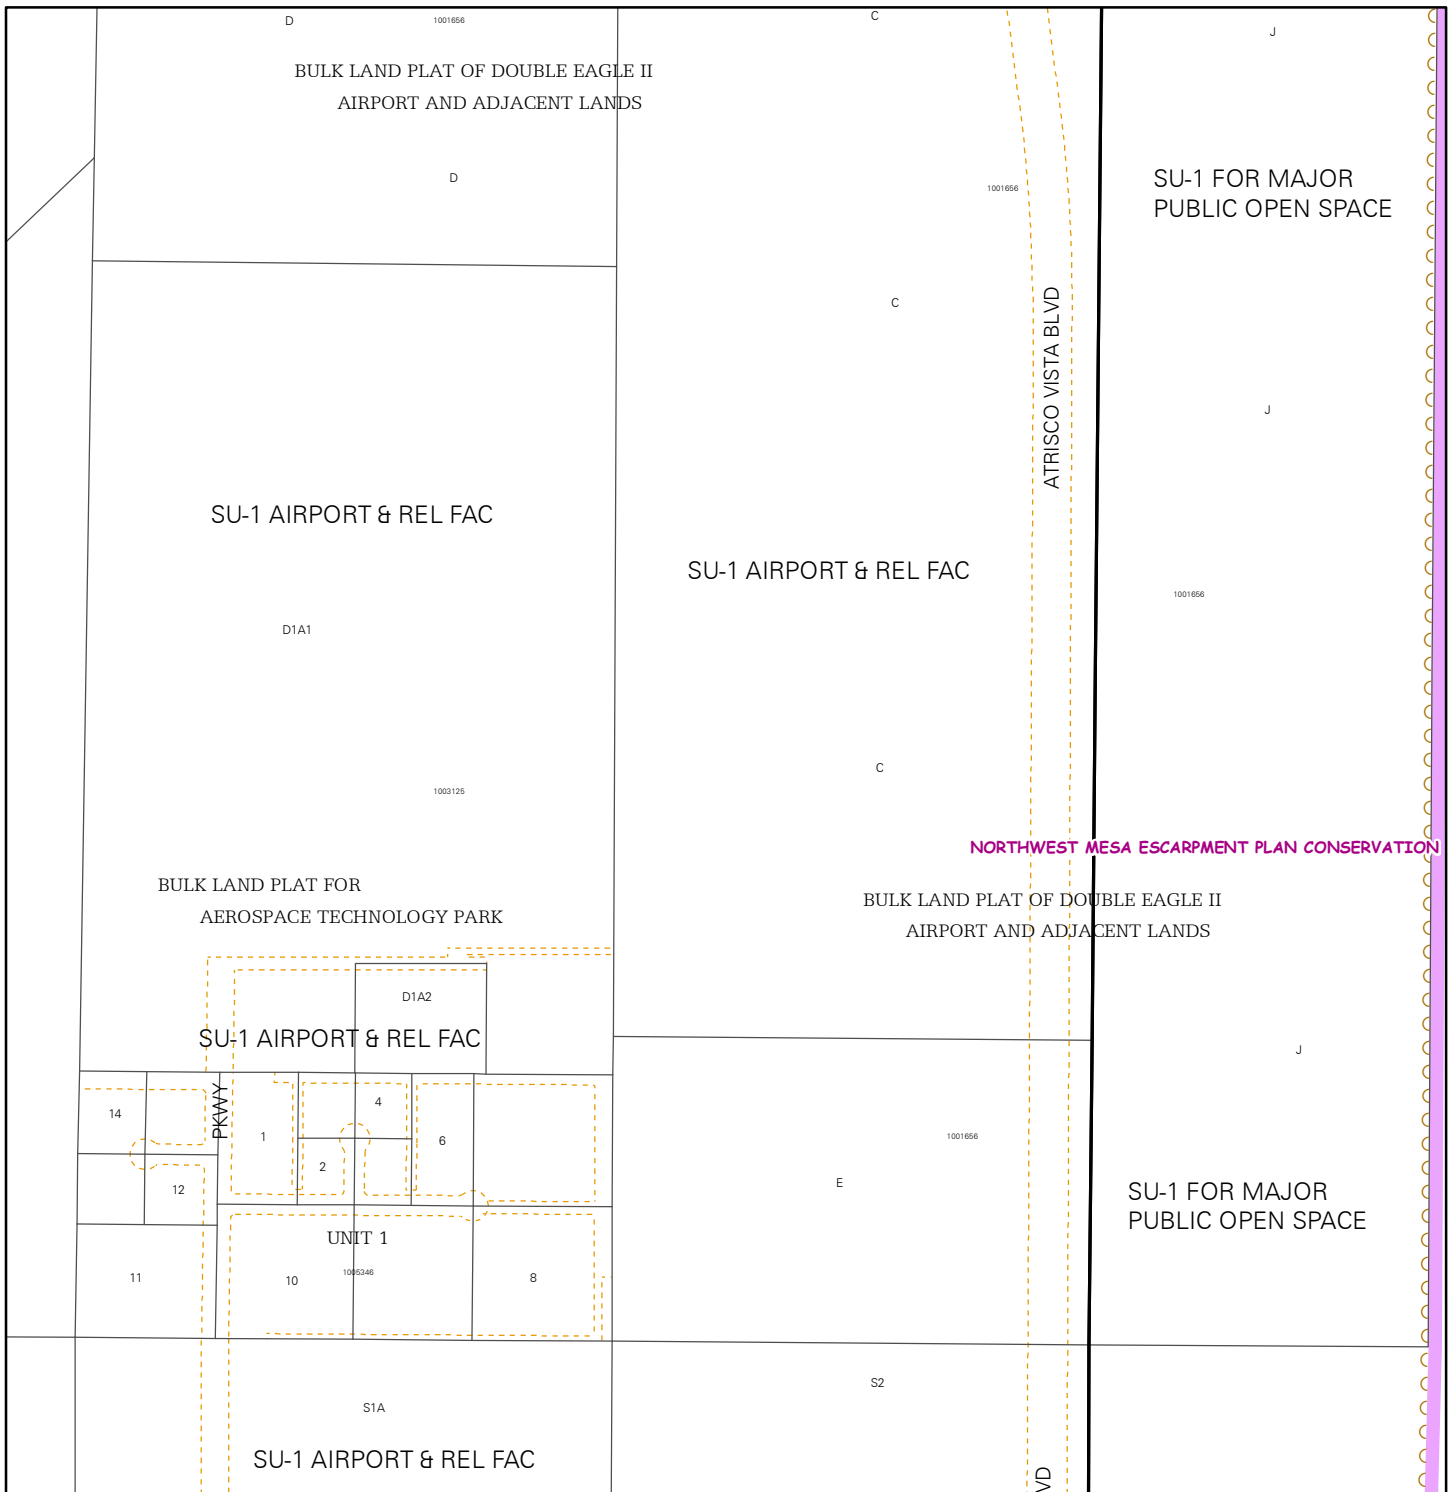 D
1001656
C
J
BULK LAND PLAT OF DOUBLE EAGLE II
AIRPORT AND ADJACENT LANDS
D
1001656
SU-1 FOR MAJOR
PUBLIC OPEN SPACE
C
ATRISCO VISTA BLVD
J
SU-1 AIRPORT & REL FAC
SU-1 AIRPORT & REL FAC
1001656
D1A1
C
1003125
NORTHWEST MESA ESCARPMENT PLAN CONSERVATION
BULK LAND PLAT FOR
AEROSPACE TECHNOLOGY PARK
BULK LAND PLAT OF DOUBLE EAGLE II
AIRPORT AND ADJACENT LANDS
D1A2
SU-1 AIRPORT & REL FAC
J
14
PKWY
1
4
6
2
12
1001656
E
SU-1 FOR MAJOR
PUBLIC OPEN SPACE
UNIT 1
1005346
11
10
8
S2
S1A
SU-1 AIRPORT & REL FAC
VD